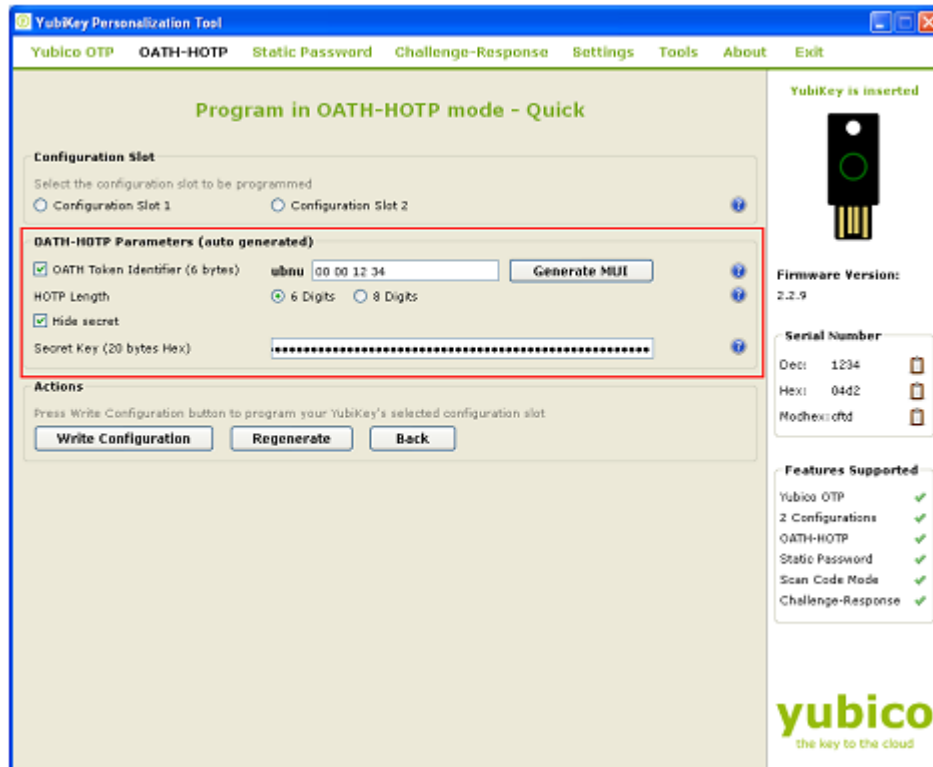 YubiKey Personalization Tool
Yubico OTP OATH-HOTP Static Password Challenge-Response Settings Tools About Exit
Program in OATH-HOTP mode - Quick
Configuration Slot
Select the configuration slot to be programmed
Configuration Slot 1 Configuration Slot 2
OATH-HOTP Parameters (auto generated)
OATH Token Identifier (6 bytes) ubnu 00 00 12 34 Generate MUI
HOTP Length 6 Digits 8 Digits
Hide secret
Secret Key (20 bytes Hex)
Actions
Press Write Configuration button to program your YubiKey's selected configuration slot
Write Configuration Regenerate Back
YubiKey is inserted
Firmware Version:
2.2.9
Serial Number
Dec: 1234
Hex: 04d2
Modhex: cftd
Features Supported
Yubico OTP
2 Configurations
OATH-HOTP
Static Password
Scan Code Mode
Challenge-Response
yubico
the key to the cloud